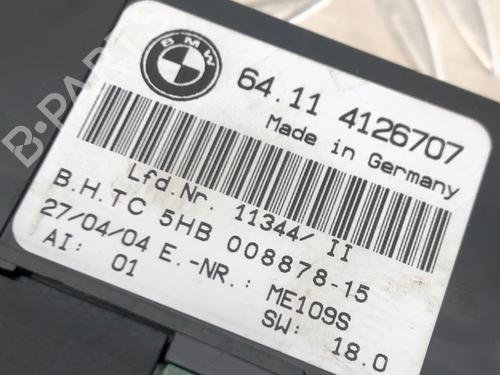 BMW
64.11 4126707
Made in Germany
Lfd.Nr. 11344/ II
B.H.TC 5HB 008878-15
27/04/04 E.-NR.: ME109S
AI: 01 SW: 18.0
B-PARTS